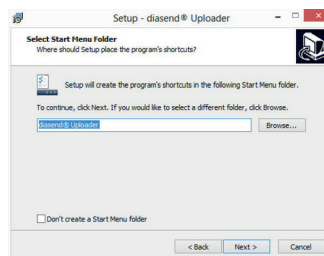 Setup - diasend® Uploader
Select Start Menu Folder
Where should Setup place the program's shortcuts?
Setup will create the program's shortcuts in the following Start Menu folder.
To continue, click Next. If you would like to select a different folder, click Browse.
diasend® Uploader
Browse...
Don't create a Start Menu folder
< Back
Next >
Cancel